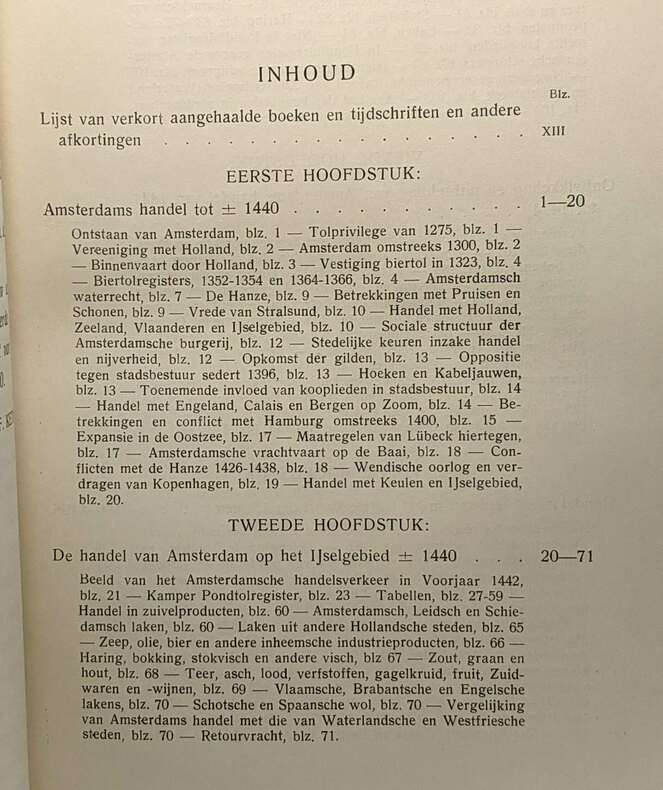 INHOUD
Blz.
Lijst van verkort aangehaalde boeken en tijdschriften en andere
afkortingen . . . . . . . . . . . . . . . . XIII
EERSTE HOOFDSTUK:
Amsterdams handel tot ± 1440 . . . . . . . . . . . 1—20
Ontstaan van Amsterdam, blz. 1 — Tolprivilege van 1275, blz. 1 —
Vereeniging met Holland, blz. 2 — Amsterdam omstreeks 1300, blz. 2
— Binnenvaart door Holland, blz. 3 — Vestiging biertol in 1323, blz. 4
— Biertolregisters, 1352-1354 en 1364-1366, blz. 4 — Amsterdamsch
waterrecht, blz. 7 — De Hanze, blz. 9 — Betrekkingen met Pruisen en
Schonen, blz. 9 — Vrede van Stralsund, blz. 10 — Handel met Holland,
Zeeland, Vlaanderen en IJselgebied, blz. 10 — Sociale structuur der
Amsterdamsche burgerij, blz. 12 — Stedelijke keuren inzake handel
en nijverheid, blz. 12 — Opkomst der gilden, blz. 13 — Oppositie
tegen stadsbestuur sedert 1396, blz. 13 — Hoeken en Kabeljauwen,
blz. 13 — Toenemende invloed van kooplieden in stadsbestuur, blz. 14
— Handel met Engeland, Calais en Bergen op Zoom, blz. 14 — Be-
trekkingen en conflict met Hamburg omstreeks 1400, blz. 15 —
Expansie in de Oostzee, blz. 17 — Maatregelen van Lübeck hiertegen,
blz. 17 — Amsterdamsche vrachtvaart op de Baai, blz. 18 — Con-
flicten met de Hanze 1426-1438, blz. 18 — Wendische oorlog en ver-
dragen van Kopenhagen, blz. 19 — Handel met Keulen en IJselgebied,
blz. 20.
TWEEDE HOOFDSTUK:
De handel van Amsterdam op het IJselgebied ± 1440 . . . 20—71
Beeld van het Amsterdamsche handelsverkeer in Voorjaar 1442,
blz. 21 — Kamper Pondtolregister, blz. 23 — Tabellen, blz. 27-59 —
Handel in zuivelproducten, blz. 60 — Amsterdamsch, Leidsch en Schie-
damsch laken, blz. 60 — Laken uit andere Hollandsche steden, blz. 65
— Zeep, olie, bier en andere inheemsche industrieproducten, blz. 66 —
Haring, bokking, stokvisch en andere visch, blz 67 — Zout, graan en
hout, blz. 68 — Teer, asch, lood, verfstoffen, gagelkruid, fruit, Zuid-
waren en -wijnen, blz. 69 — Vlaamsche, Brabantsche en Engelsche
lakens, blz. 70 — Schotsche en Spaansche wol, blz. 70 — Vergelijking
van Amsterdams handel met die van Waterlandsche en Westfriesche
steden, blz. 70 — Retourvracht, blz. 71.